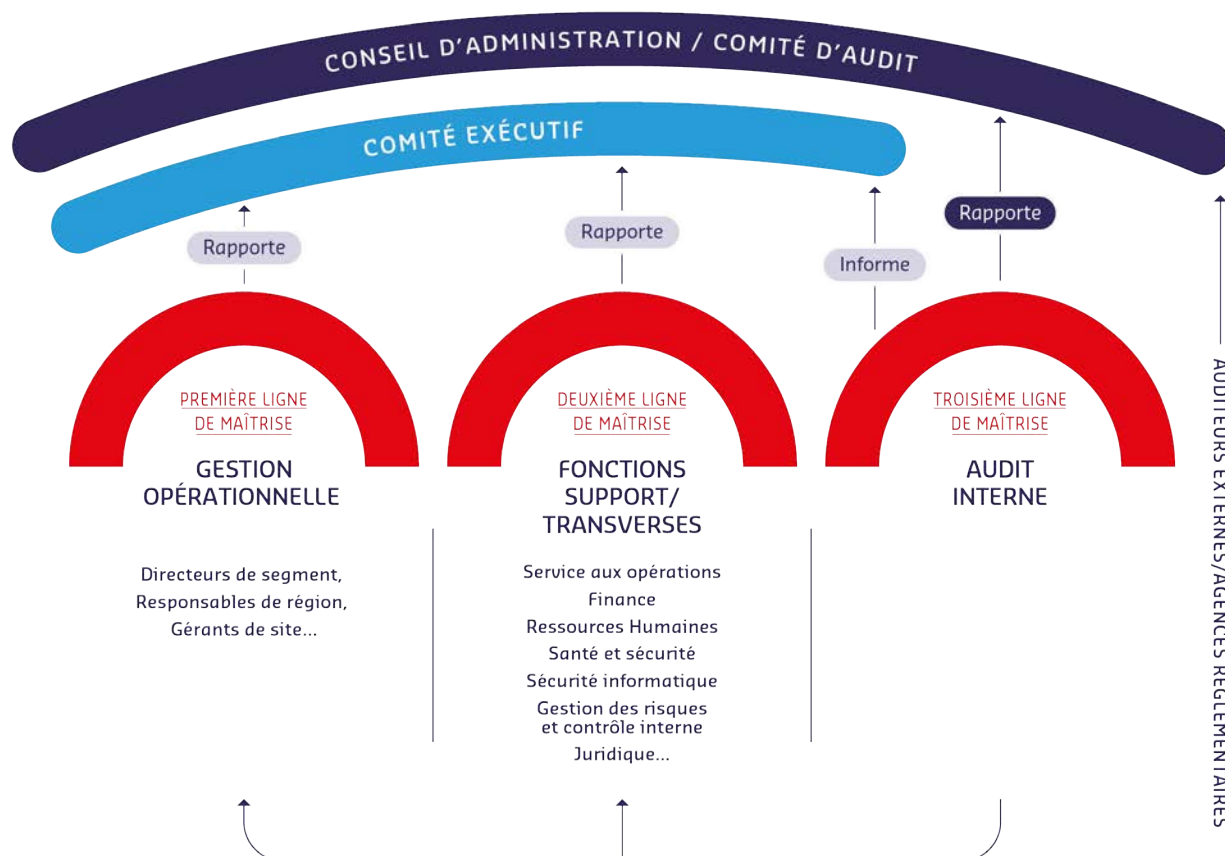 CONSEIL D'ADMINISTRATION / COMITÉ D'AUDIT
COMITÉ EXÉCUTIF
Rapporte
Rapporte
Informe
Rapporte
PREMIÈRE LIGNE
DE MAÎTRISE
GESTION
OPÉRATIONNELLE
Directeurs de segment,
Responsables de région,
Gérants de site...
DEUXIÈME LIGNE
DE MAÎTRISE
FONCTIONS
SUPPORT/
TRANSVERSES
Service aux opérations
Finance
Ressources Humaines
Santé et sécurité
Sécurité informatique
Gestion des risques
et contrôle interne
Juridique...
TROISIÈME LIGNE
DE MAÎTRISE
AUDIT
INTERNE
AUDITEURS EXTERNES/AGENCES RÉGLEMENTAIRES